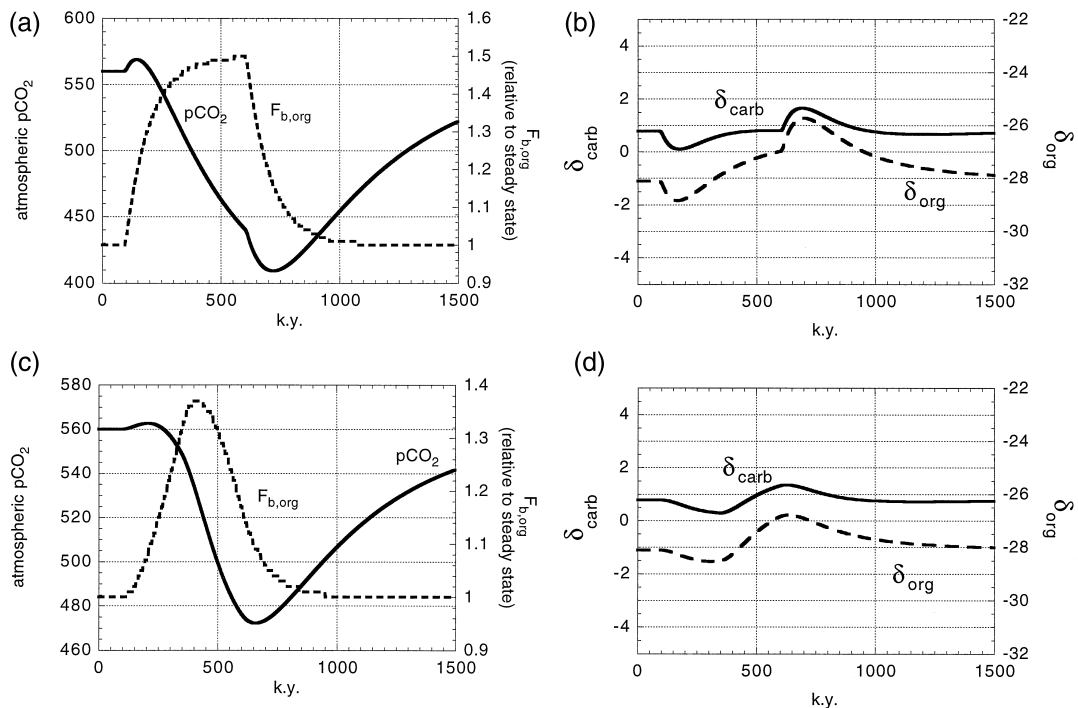 (a)
600
550
500
450
400
atmospheric pCO2
pCO2
Fb,org
1.6
1.5
1.4
1.3
1.2
1.1
1
0.9
Fb,org
(relative to steady state)
0
500
1000
1500
k.y.
(b)
4
2
0
-2
-4
δcarb
δcarb
δorg
-22
-24
-26
-28
-30
-32
δorg
0
500
1000
1500
k.y.
(c)
580
560
540
520
500
480
460
atmospheric pCO2
pCO2
Fb,org
1.4
1.3
1.2
1.1
1
0.9
Fb,org
(relative to steady state)
0
500
1000
1500
k.y.
(d)
4
2
0
-2
-4
δcarb
δcarb
δorg
-22
-24
-26
-28
-30
-32
δorg
0
500
1000
1500
k.y.